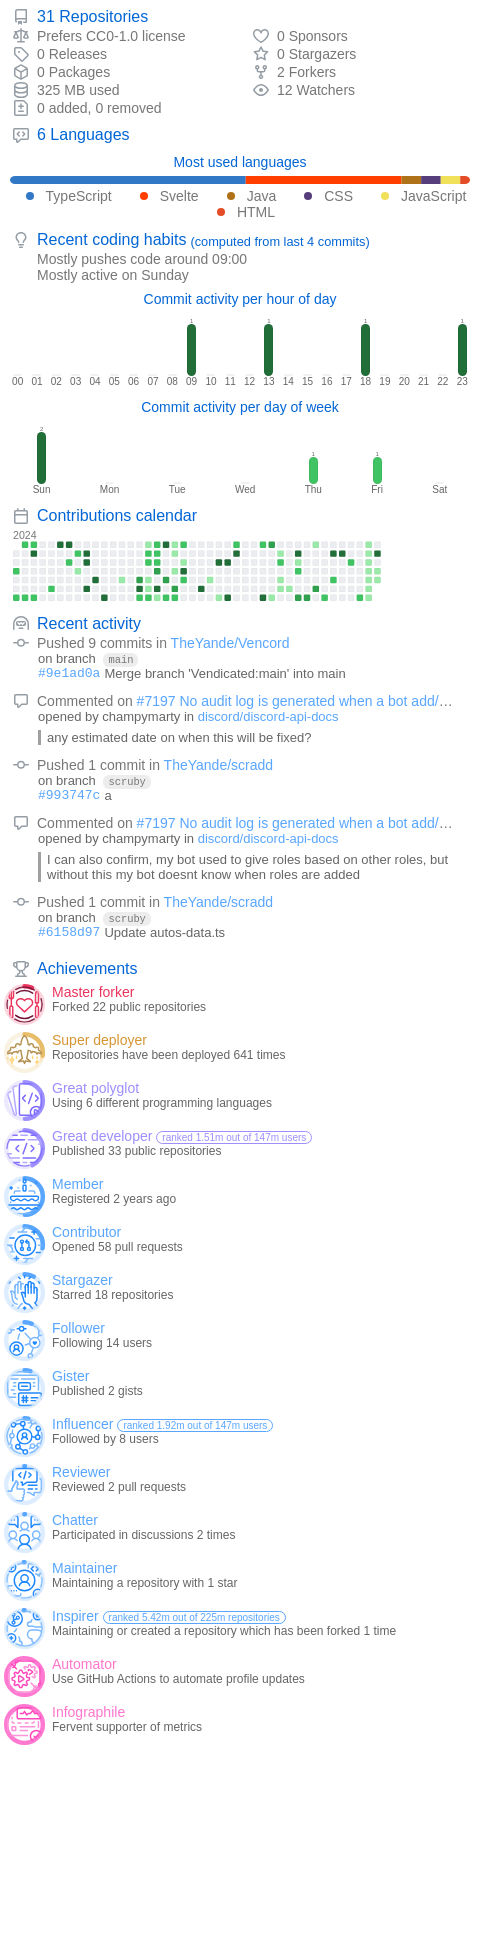 31 Repositories
Prefers CC0-1.0 license
0 Sponsors
0 Releases
0 Stargazers
0 Packages
2 Forkers
325 MB used
12 Watchers
0 added, 0 removed
6 Languages
Most used languages
TypeScript Svelte Java CSS JavaScript
HTML
Recent coding habits (computed from last 4 commits)
Mostly pushes code around 09:00
Mostly active on Sunday
Commit activity per hour of day
1 1 1 1
00 01 02 03 04 05 06 07 08 09 10 11 12 13 14 15 16 17 18 19 20 21 22 23
Commit activity per day of week
2 1 1
Sun Mon Tue Wed Thu Fri Sat
Contributions calendar
2024
Recent activity
Pushed 9 commits in TheYande/Vencord
on branch main
#9e1ad0a Merge branch 'Vendicated:main' into main
Commented on #7197 No audit log is generated when a bot add/…
opened by champymarty in discord/discord-api-docs
any estimated date on when this will be fixed?
Pushed 1 commit in TheYande/scradd
on branch scruby
#993747c a
Commented on #7197 No audit log is generated when a bot add/…
opened by champymarty in discord/discord-api-docs
I can also confirm, my bot used to give roles based on other roles, but
without this my bot doesnt know when roles are added
Pushed 1 commit in TheYande/scradd
on branch scruby
#6158d97 Update autos-data.ts
Achievements
Master forker
Forked 22 public repositories
Super deployer
Repositories have been deployed 641 times
Great polyglot
Using 6 different programming languages
Great developer ranked 1.51m out of 147m users
Published 33 public repositories
Member
Registered 2 years ago
Contributor
Opened 58 pull requests
Stargazer
Starred 18 repositories
Follower
Following 14 users
Gister
Published 2 gists
Influencer ranked 1.92m out of 147m users
Followed by 8 users
Reviewer
Reviewed 2 pull requests
Chatter
Participated in discussions 2 times
Maintainer
Maintaining a repository with 1 star
Inspirer ranked 5.42m out of 225m repositories
Maintaining or created a repository which has been forked 1 time
Automator
Use GitHub Actions to automate profile updates
Infographile
Fervent supporter of metrics